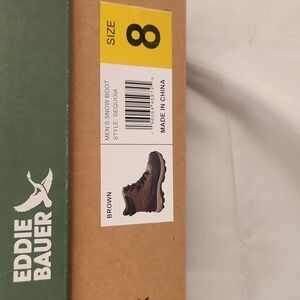 EDDIE
BAUER
SIZE
8
MEN'S SNOW BOOT
STYLE: SEQUOIA
MADE IN CHINA
BROWN